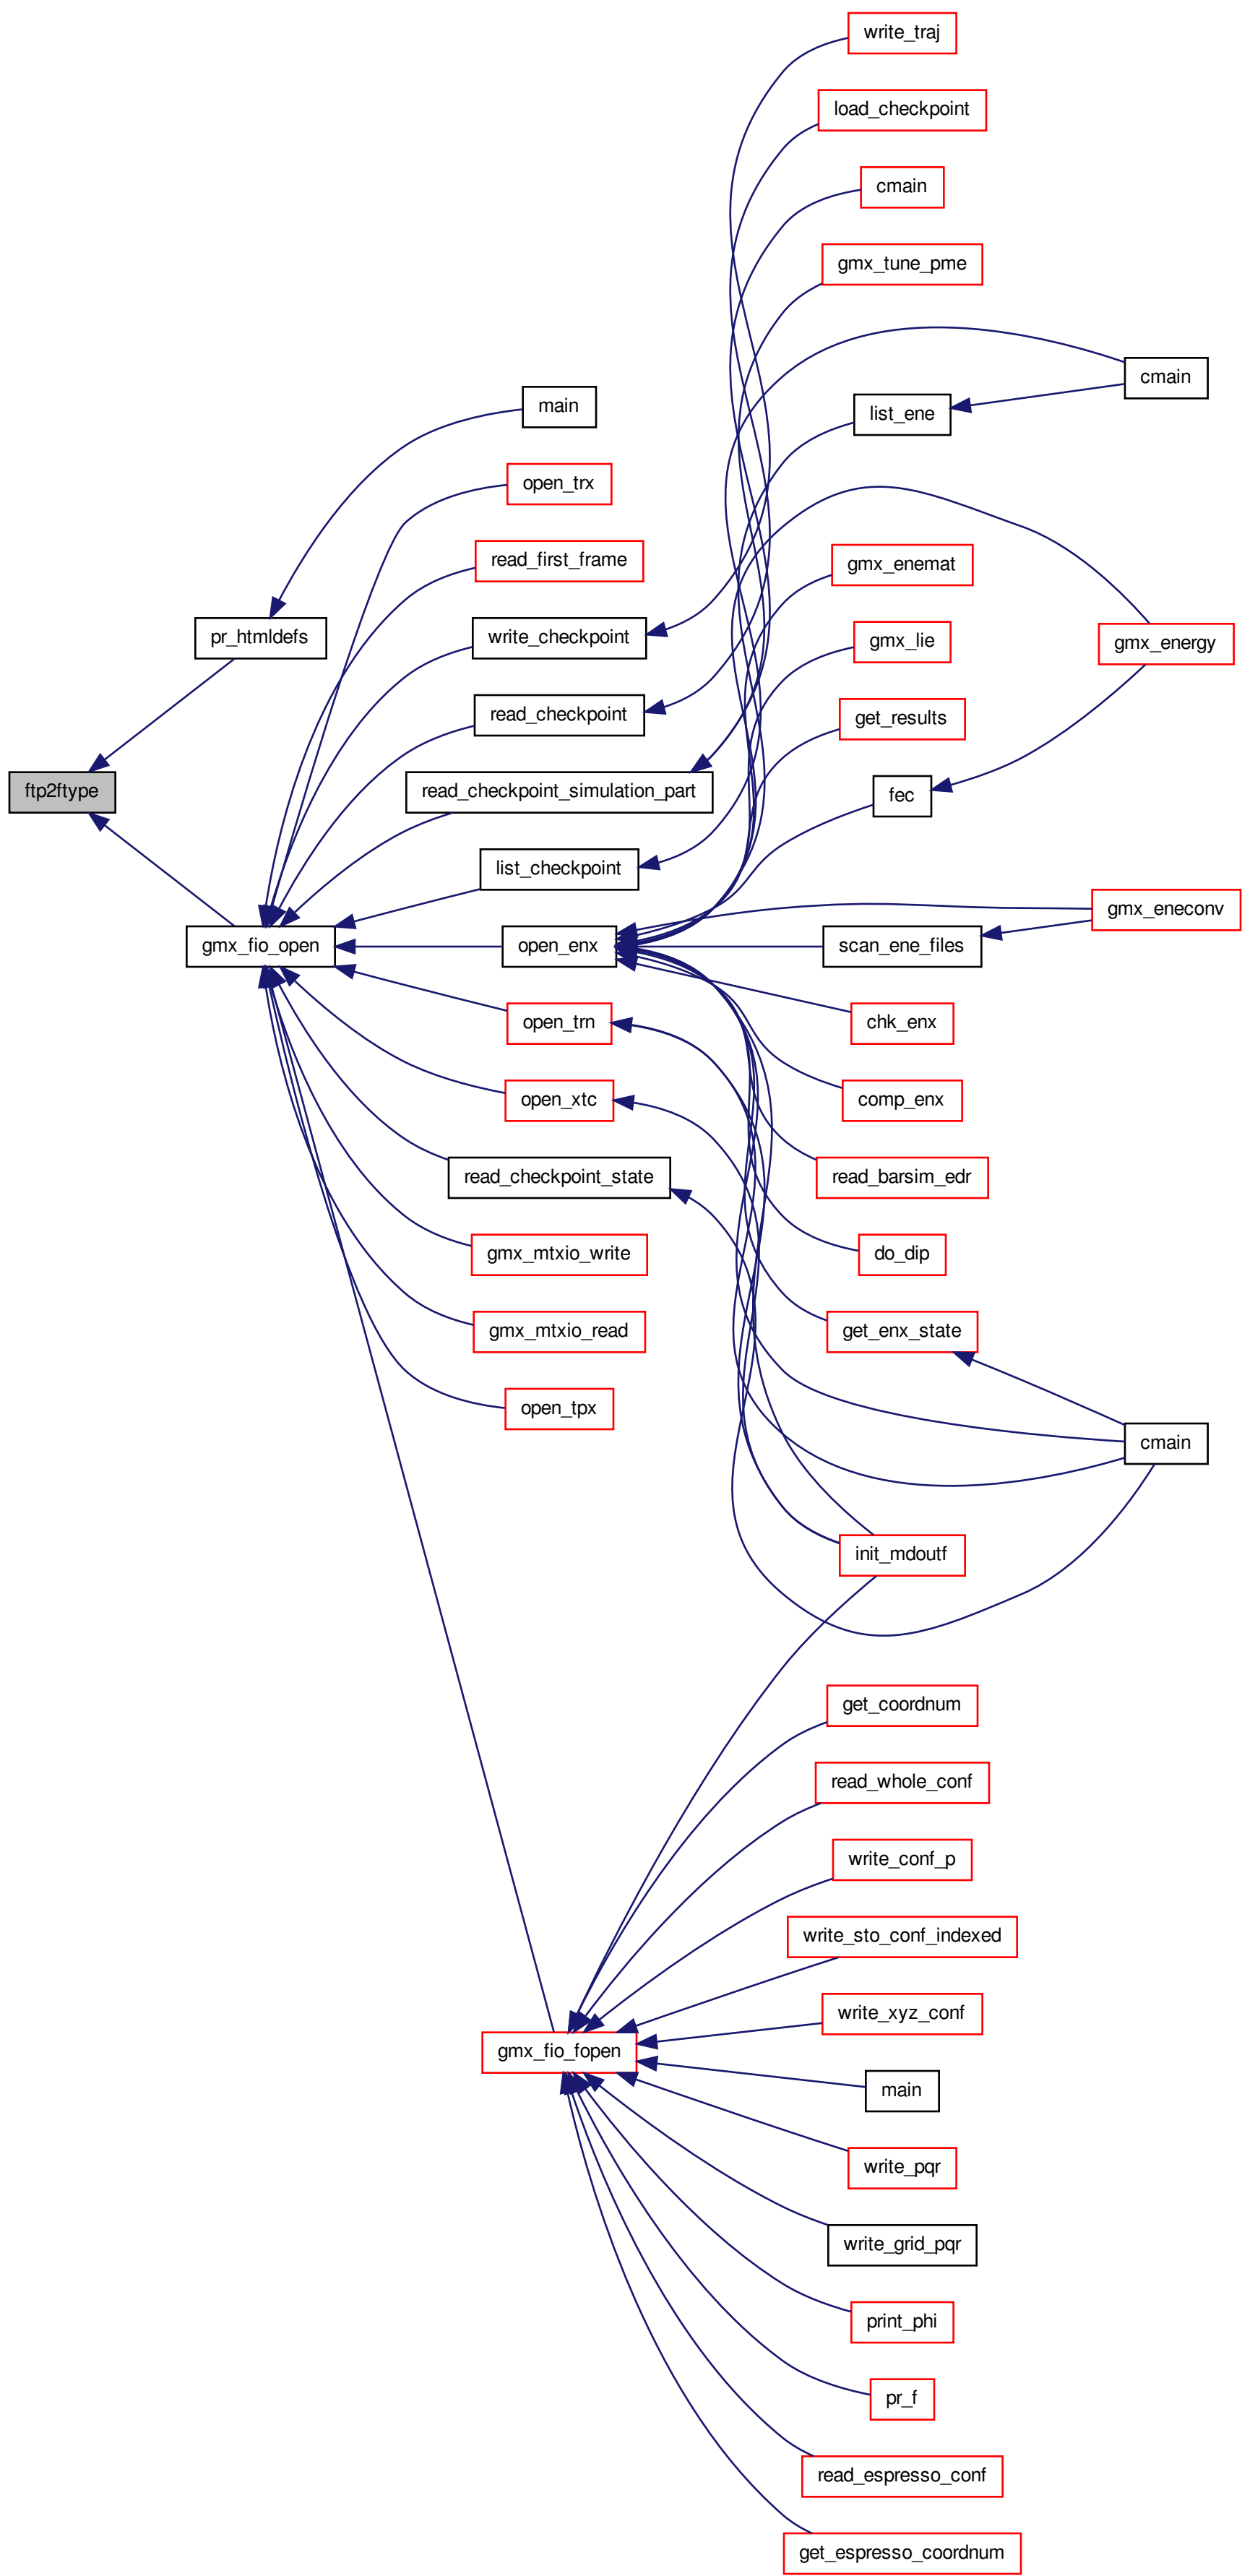 write_traj
load_checkpoint
cmain
gmx_tune_pme
cmain
main
list_ene
open_trx
read_first_frame
gmx_enemat
pr_htmldefs
write_checkpoint
gmx_lie
gmx_energy
read_checkpoint
get_results
ftp2ftype
read_checkpoint_simulation_part
fec
list_checkpoint
gmx_eneconv
gmx_fio_open
open_enx
scan_ene_files
open_trn
chk_enx
open_xtc
comp_enx
read_checkpoint_state
read_barsim_edr
gmx_mtxio_write
do_dip
gmx_mtxio_read
get_enx_state
open_tpx
cmain
init_mdoutf
get_coordnum
read_whole_conf
write_conf_p
write_sto_conf_indexed
write_xyz_conf
gmx_fio_fopen
main
write_pqr
write_grid_pqr
print_phi
pr_f
read_espresso_conf
get_espresso_coordnum